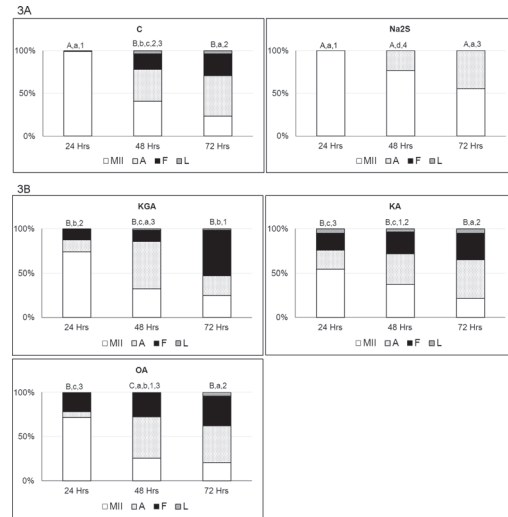 3A
C
A,a,1 B,b,c,2,3 B,a,2
100%
50%
0%
24 Hrs 48 Hrs 72 Hrs
□MII □A ■F ■L
Na2S
A,a,1 A,d,4 A,a,3
100%
50%
0%
24 Hrs 48 Hrs 72 Hrs
□MII □A ■F ■L
3B
KGA
B,b,2 B,c,a,3 B,b,1
100%
50%
0%
24 Hrs 48 Hrs 72 Hrs
□MII □A ■F ■L
KA
B,c,3 B,c,1,2 B,a,2
100%
50%
0%
24 Hrs 48 Hrs 72 Hrs
□MII □A ■F ■L
OA
B,c,3 C,a,b,1,3 B,a,2
100%
50%
0%
24 Hrs 48 Hrs 72 Hrs
□MII □A ■F ■L